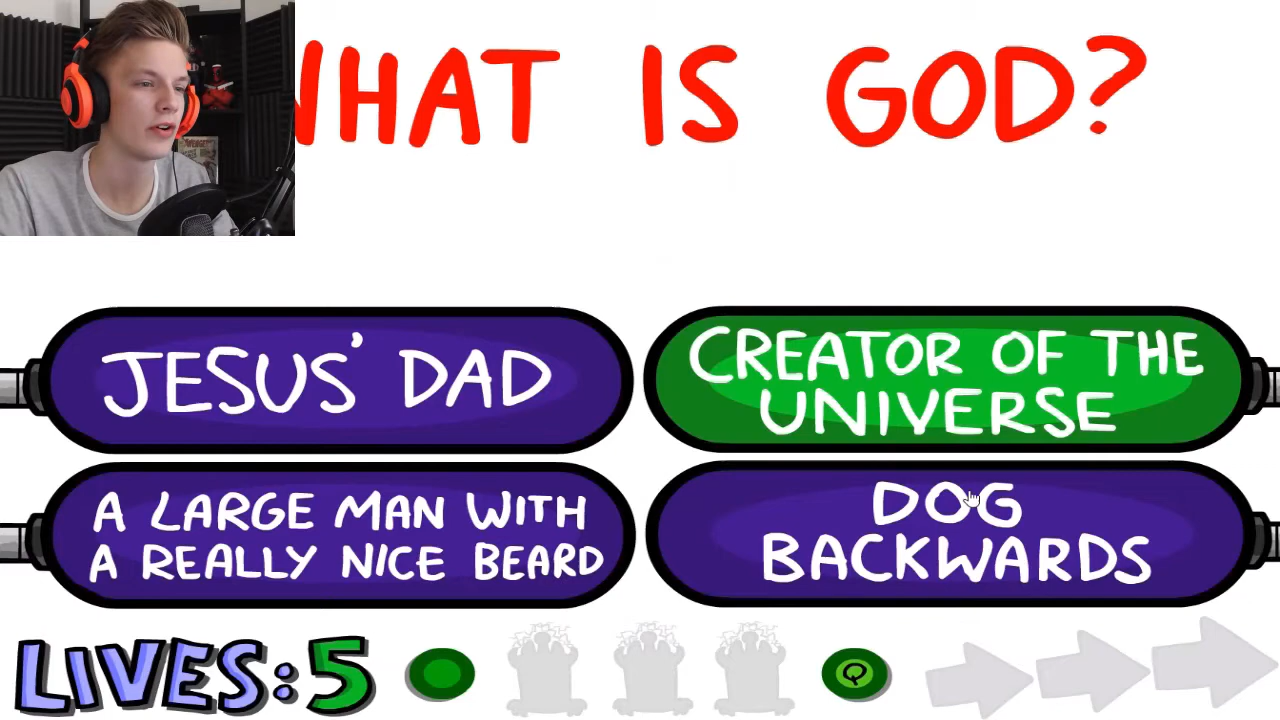 WHAT IS GOD?
JESUS' DAD
CREATOR OF THE
UNIVERSE
A LARGE MAN WITH
A REALLY NICE BEARD
DOG
BACKWARDS
LIVES: 5
Q